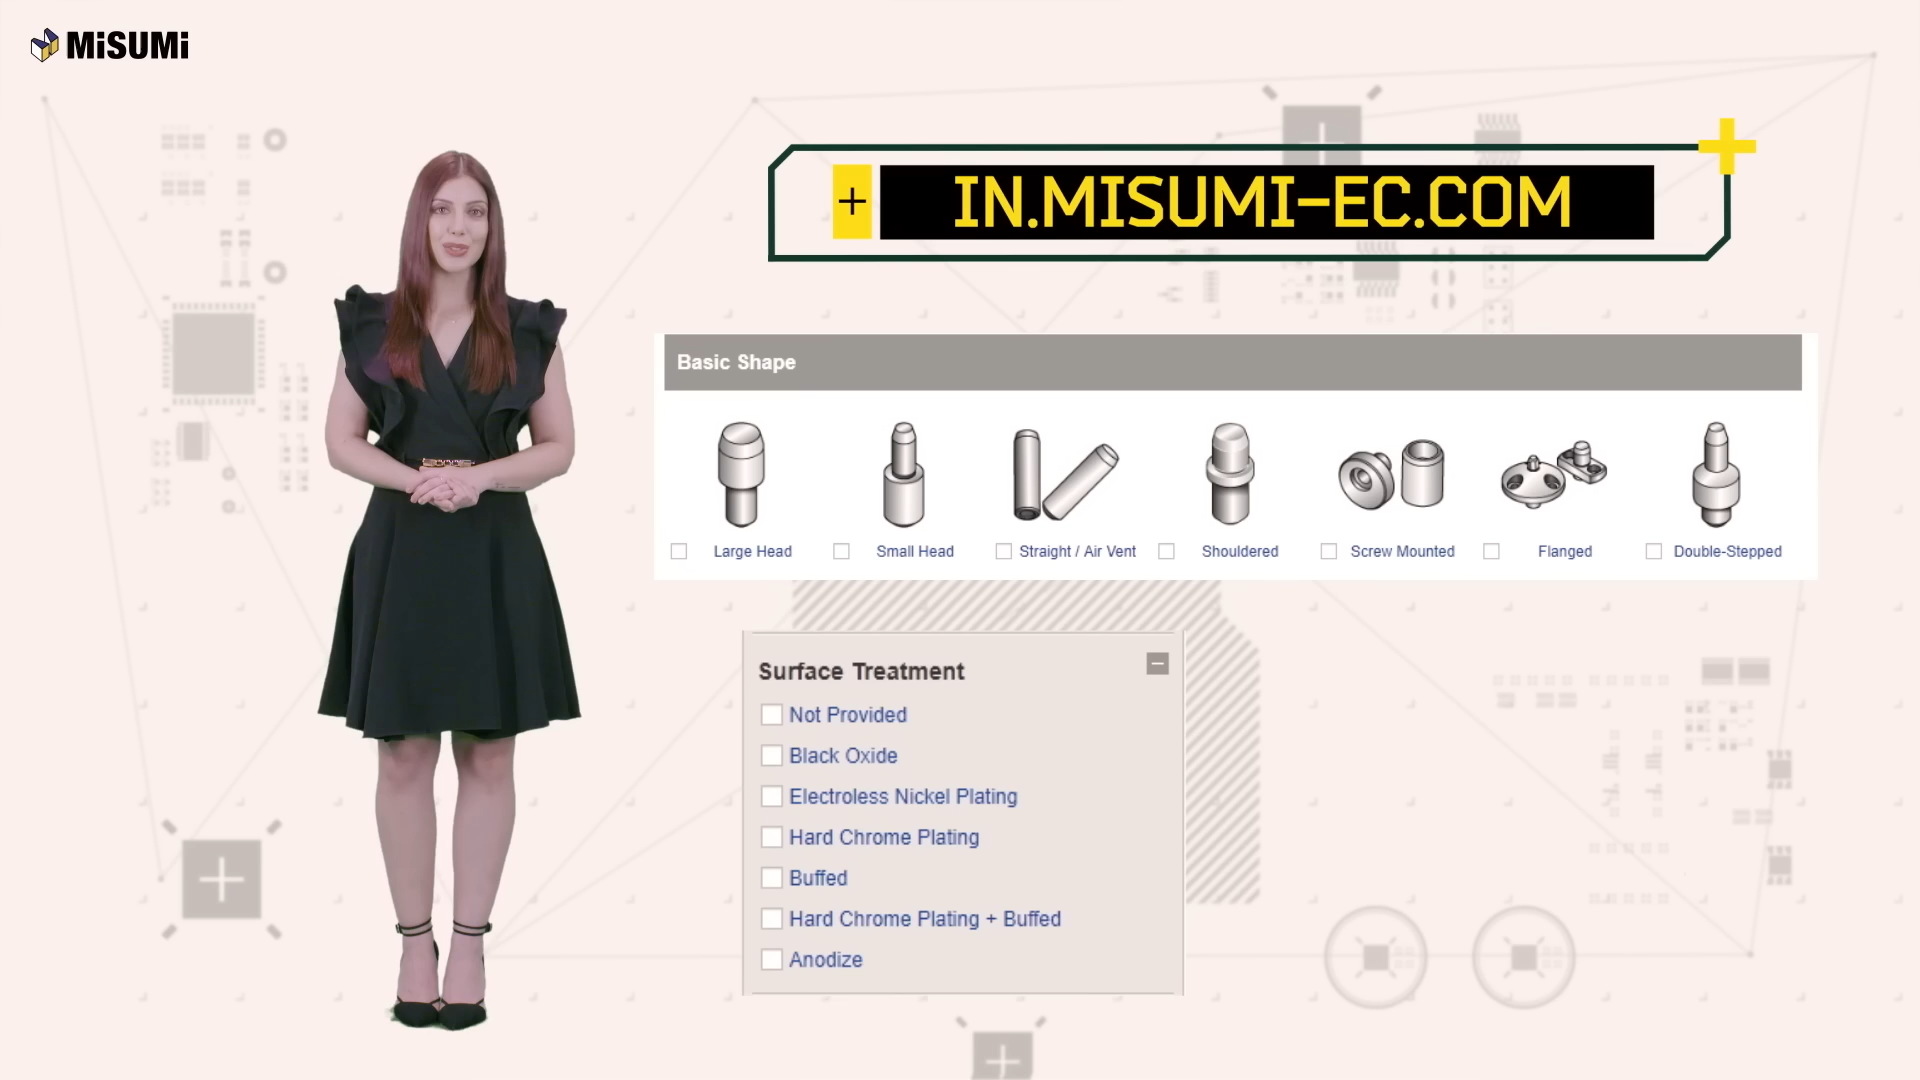 MiSUMi
+ IN.MISUMI-EC.COM
Basic Shape
Large Head
Small Head
Straight / Air Vent
Shouldered
Screw Mounted
Flanged
Double-Stepped
Surface Treatment
Not Provided
Black Oxide
Electroless Nickel Plating
Hard Chrome Plating
Buffed
Hard Chrome Plating + Buffed
Anodize